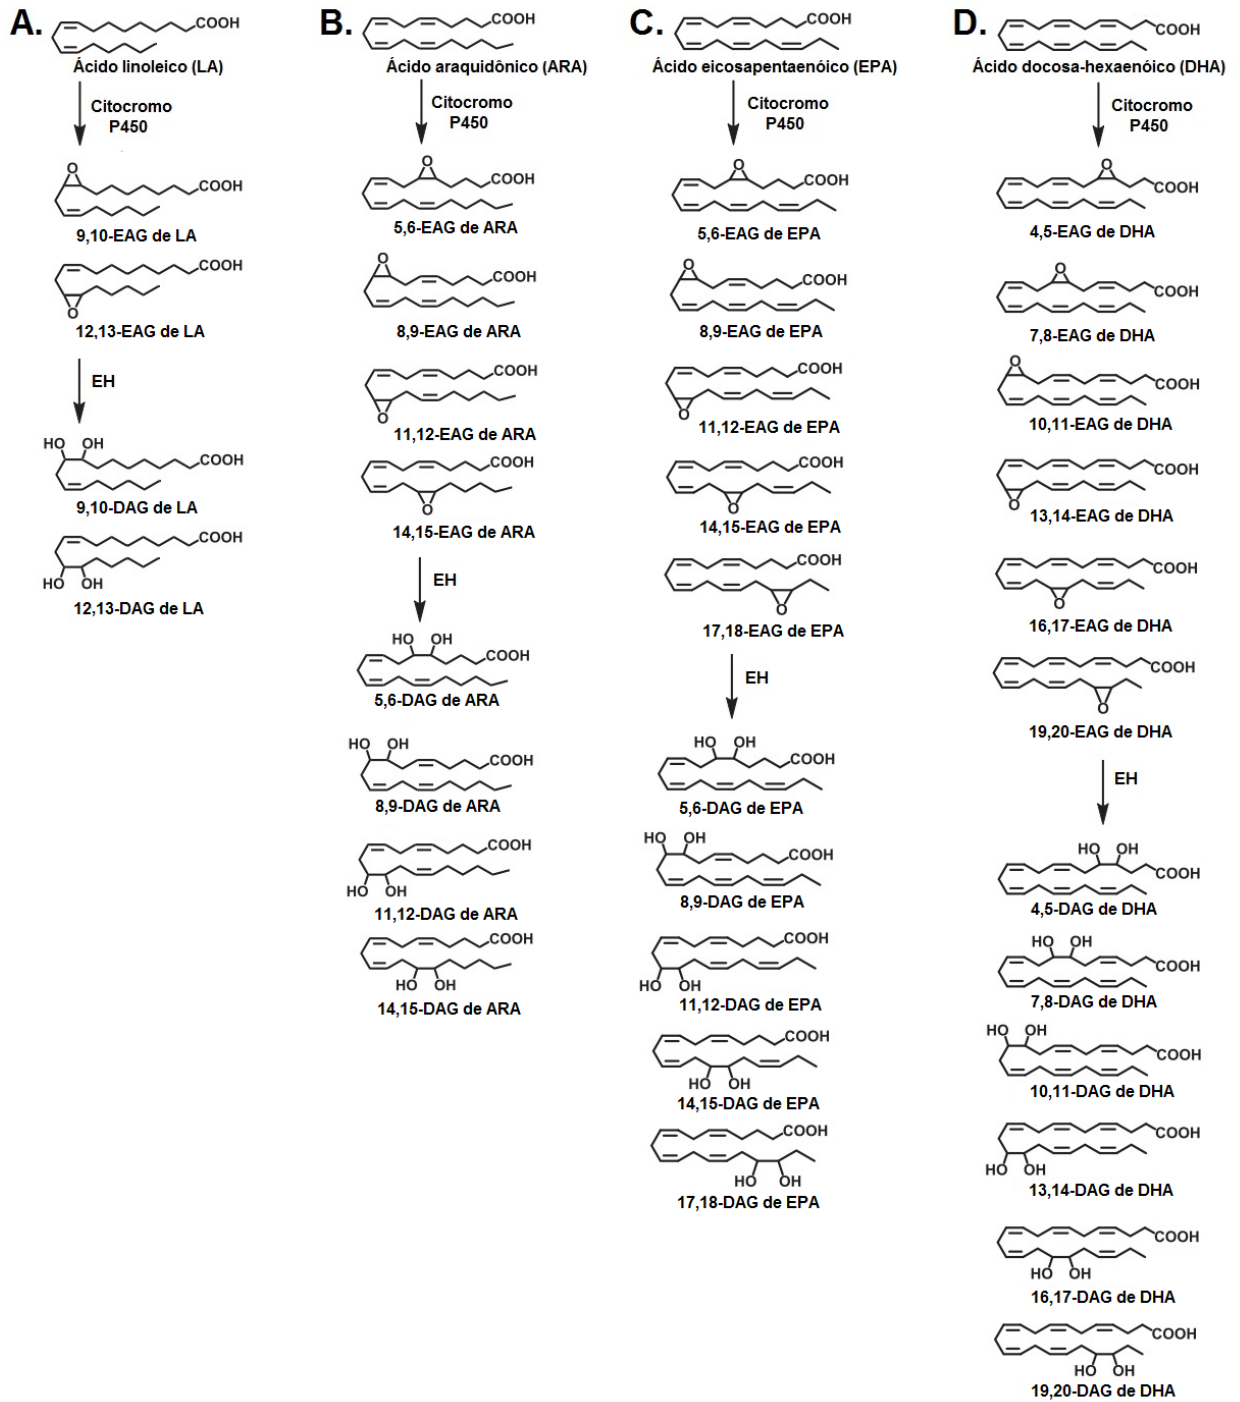 A.
COOH
Ácido linoleico (LA)
Citocromo
P450
O
COOH
9,10-EAG de LA
COOH
O
12,13-EAG de LA
EH
HO OH
COOH
9,10-DAG de LA
COOH
HO OH
12,13-DAG de LA
B.
COOH
Ácido araquidônico (ARA)
Citocromo
P450
O
COOH
5,6-EAG de ARA
O
COOH
8,9-EAG de ARA
COOH
O
11,12-EAG de ARA
COOH
O
14,15-EAG de ARA
EH
HO OH
COOH
5,6-DAG de ARA
HO OH
COOH
8,9-DAG de ARA
COOH
HO OH
11,12-DAG de ARA
COOH
HO OH
14,15-DAG de ARA
C.
COOH
Ácido eicosapentaenóico (EPA)
Citocromo
P450
O
COOH
5,6-EAG de EPA
O
COOH
8,9-EAG de EPA
COOH
O
11,12-EAG de EPA
COOH
O
14,15-EAG de EPA
COOH
O
17,18-EAG de EPA
EH
HO OH
COOH
5,6-DAG de EPA
HO OH
COOH
8,9-DAG de EPA
COOH
HO OH
11,12-DAG de EPA
COOH
HO OH
14,15-DAG de EPA
COOH
HO OH
17,18-DAG de EPA
D.
COOH
Ácido docosa-hexaenóico (DHA)
Citocromo
P450
O
COOH
4,5-EAG de DHA
O
COOH
7,8-EAG de DHA
O
COOH
10,11-EAG de DHA
COOH
O
13,14-EAG de DHA
COOH
O
16,17-EAG de DHA
COOH
O
19,20-EAG de DHA
EH
HO OH
COOH
4,5-DAG de DHA
HO OH
COOH
7,8-DAG de DHA
HO OH
COOH
10,11-DAG de DHA
COOH
HO OH
13,14-DAG de DHA
COOH
HO OH
16,17-DAG de DHA
COOH
HO OH
19,20-DAG de DHA